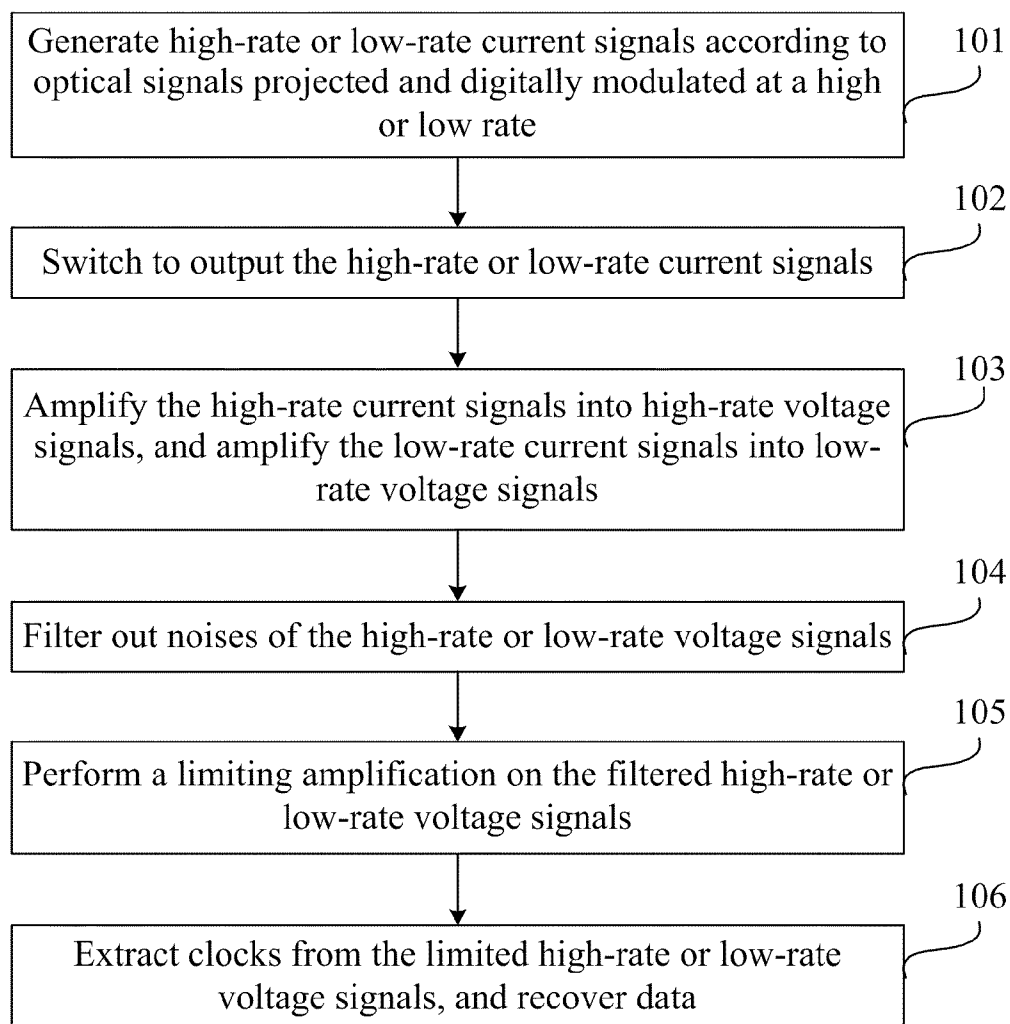 Generate high-rate or low-rate current signals according to
optical signals projected and digitally modulated at a high
or low rate
101
Switch to output the high-rate or low-rate current signals
102
Amplify the high-rate current signals into high-rate voltage
signals, and amplify the low-rate current signals into low-
rate voltage signals
103
Filter out noises of the high-rate or low-rate voltage signals
104
Perform a limiting amplification on the filtered high-rate or
low-rate voltage signals
105
Extract clocks from the limited high-rate or low-rate
voltage signals, and recover data
106